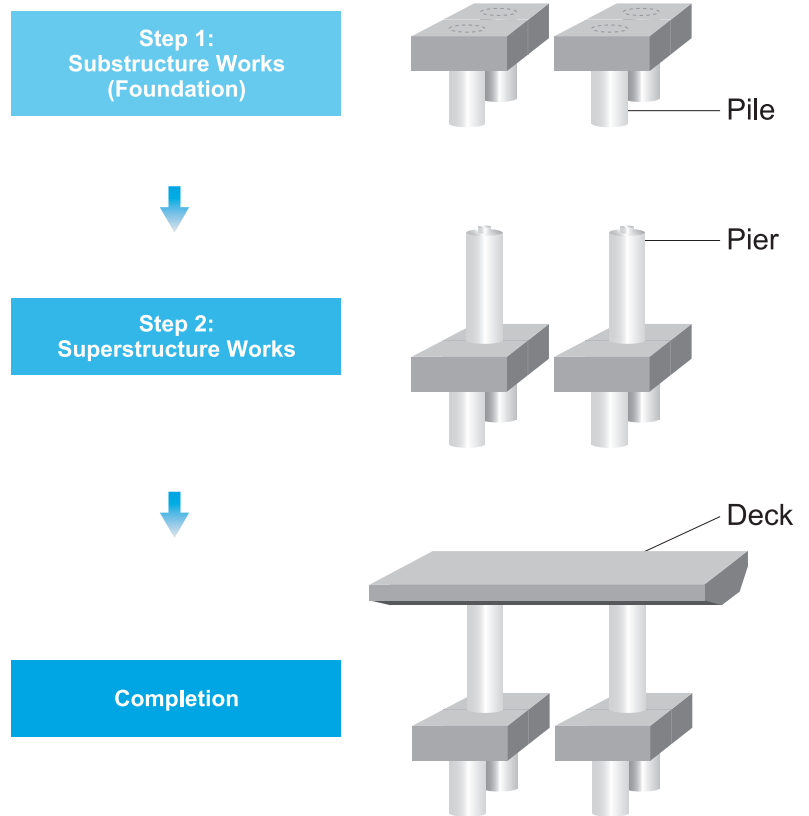 Step 1:
Substructure Works
(Foundation)
Pile
Pier
Step 2:
Superstructure Works
Deck
Completion